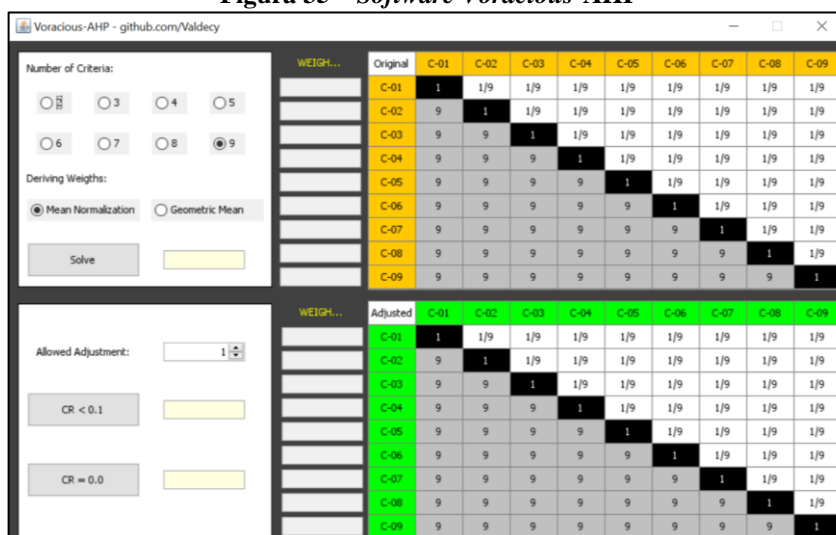 Figura 35 – Software Voracious-AHP
Voracious-AHP - github.com/Valdecy
Number of Criteria:
2 3 4 5
6 7 8 9
Deriving Weigths:
Mean Normalization Geometric Mean
Solve
WEIGH...
Original C-01 C-02 C-03 C-04 C-05 C-06 C-07 C-08 C-09
C-01 1 1/9 1/9 1/9 1/9 1/9 1/9 1/9 1/9
C-02 9 1 1/9 1/9 1/9 1/9 1/9 1/9 1/9
C-03 9 9 1 1/9 1/9 1/9 1/9 1/9 1/9
C-04 9 9 9 1 1/9 1/9 1/9 1/9 1/9
C-05 9 9 9 9 1 1/9 1/9 1/9 1/9
C-06 9 9 9 9 9 1 1/9 1/9 1/9
C-07 9 9 9 9 9 9 1 1/9 1/9
C-08 9 9 9 9 9 9 9 1 1/9
C-09 9 9 9 9 9 9 9 9 1
Allowed Adjustment: 1
CR < 0.1
CR = 0.0
WEIGH...
Adjusted C-01 C-02 C-03 C-04 C-05 C-06 C-07 C-08 C-09
C-01 1 1/9 1/9 1/9 1/9 1/9 1/9 1/9 1/9
C-02 9 1 1/9 1/9 1/9 1/9 1/9 1/9 1/9
C-03 9 9 1 1/9 1/9 1/9 1/9 1/9 1/9
C-04 9 9 9 1 1/9 1/9 1/9 1/9 1/9
C-05 9 9 9 9 1 1/9 1/9 1/9 1/9
C-06 9 9 9 9 9 1 1/9 1/9 1/9
C-07 9 9 9 9 9 9 1 1/9 1/9
C-08 9 9 9 9 9 9 9 1 1/9
C-09 9 9 9 9 9 9 9 9 1